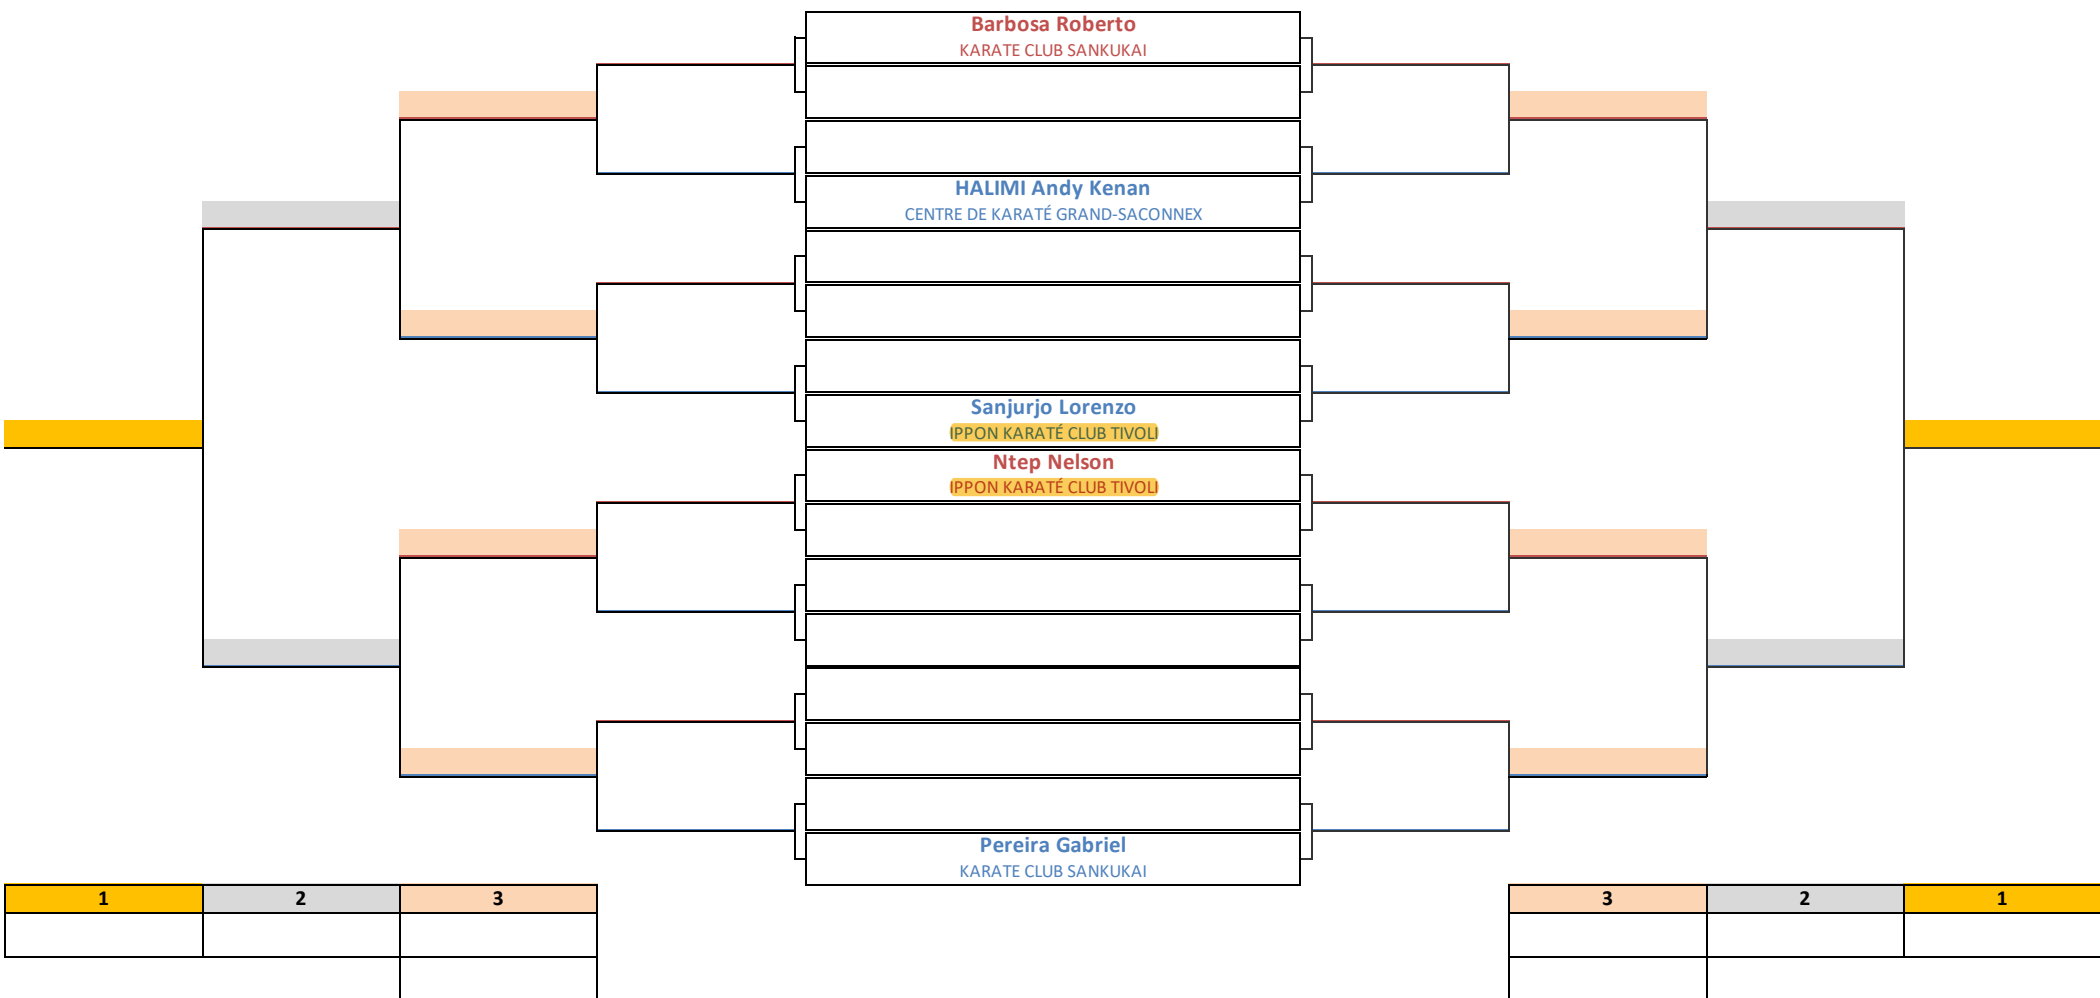 Barbosa Roberto
KARATE CLUB SANKUKAI
HALIMI Andy Kenan
CENTRE DE KARATÉ GRAND-SACONNEX
Sanjurjo Lorenzo
IPPON KARATÉ CLUB TIVOLI
Ntep Nelson
IPPON KARATÉ CLUB TIVOLI
Pereira Gabriel
KARATE CLUB SANKUKAI
1 2 3 3 2 1